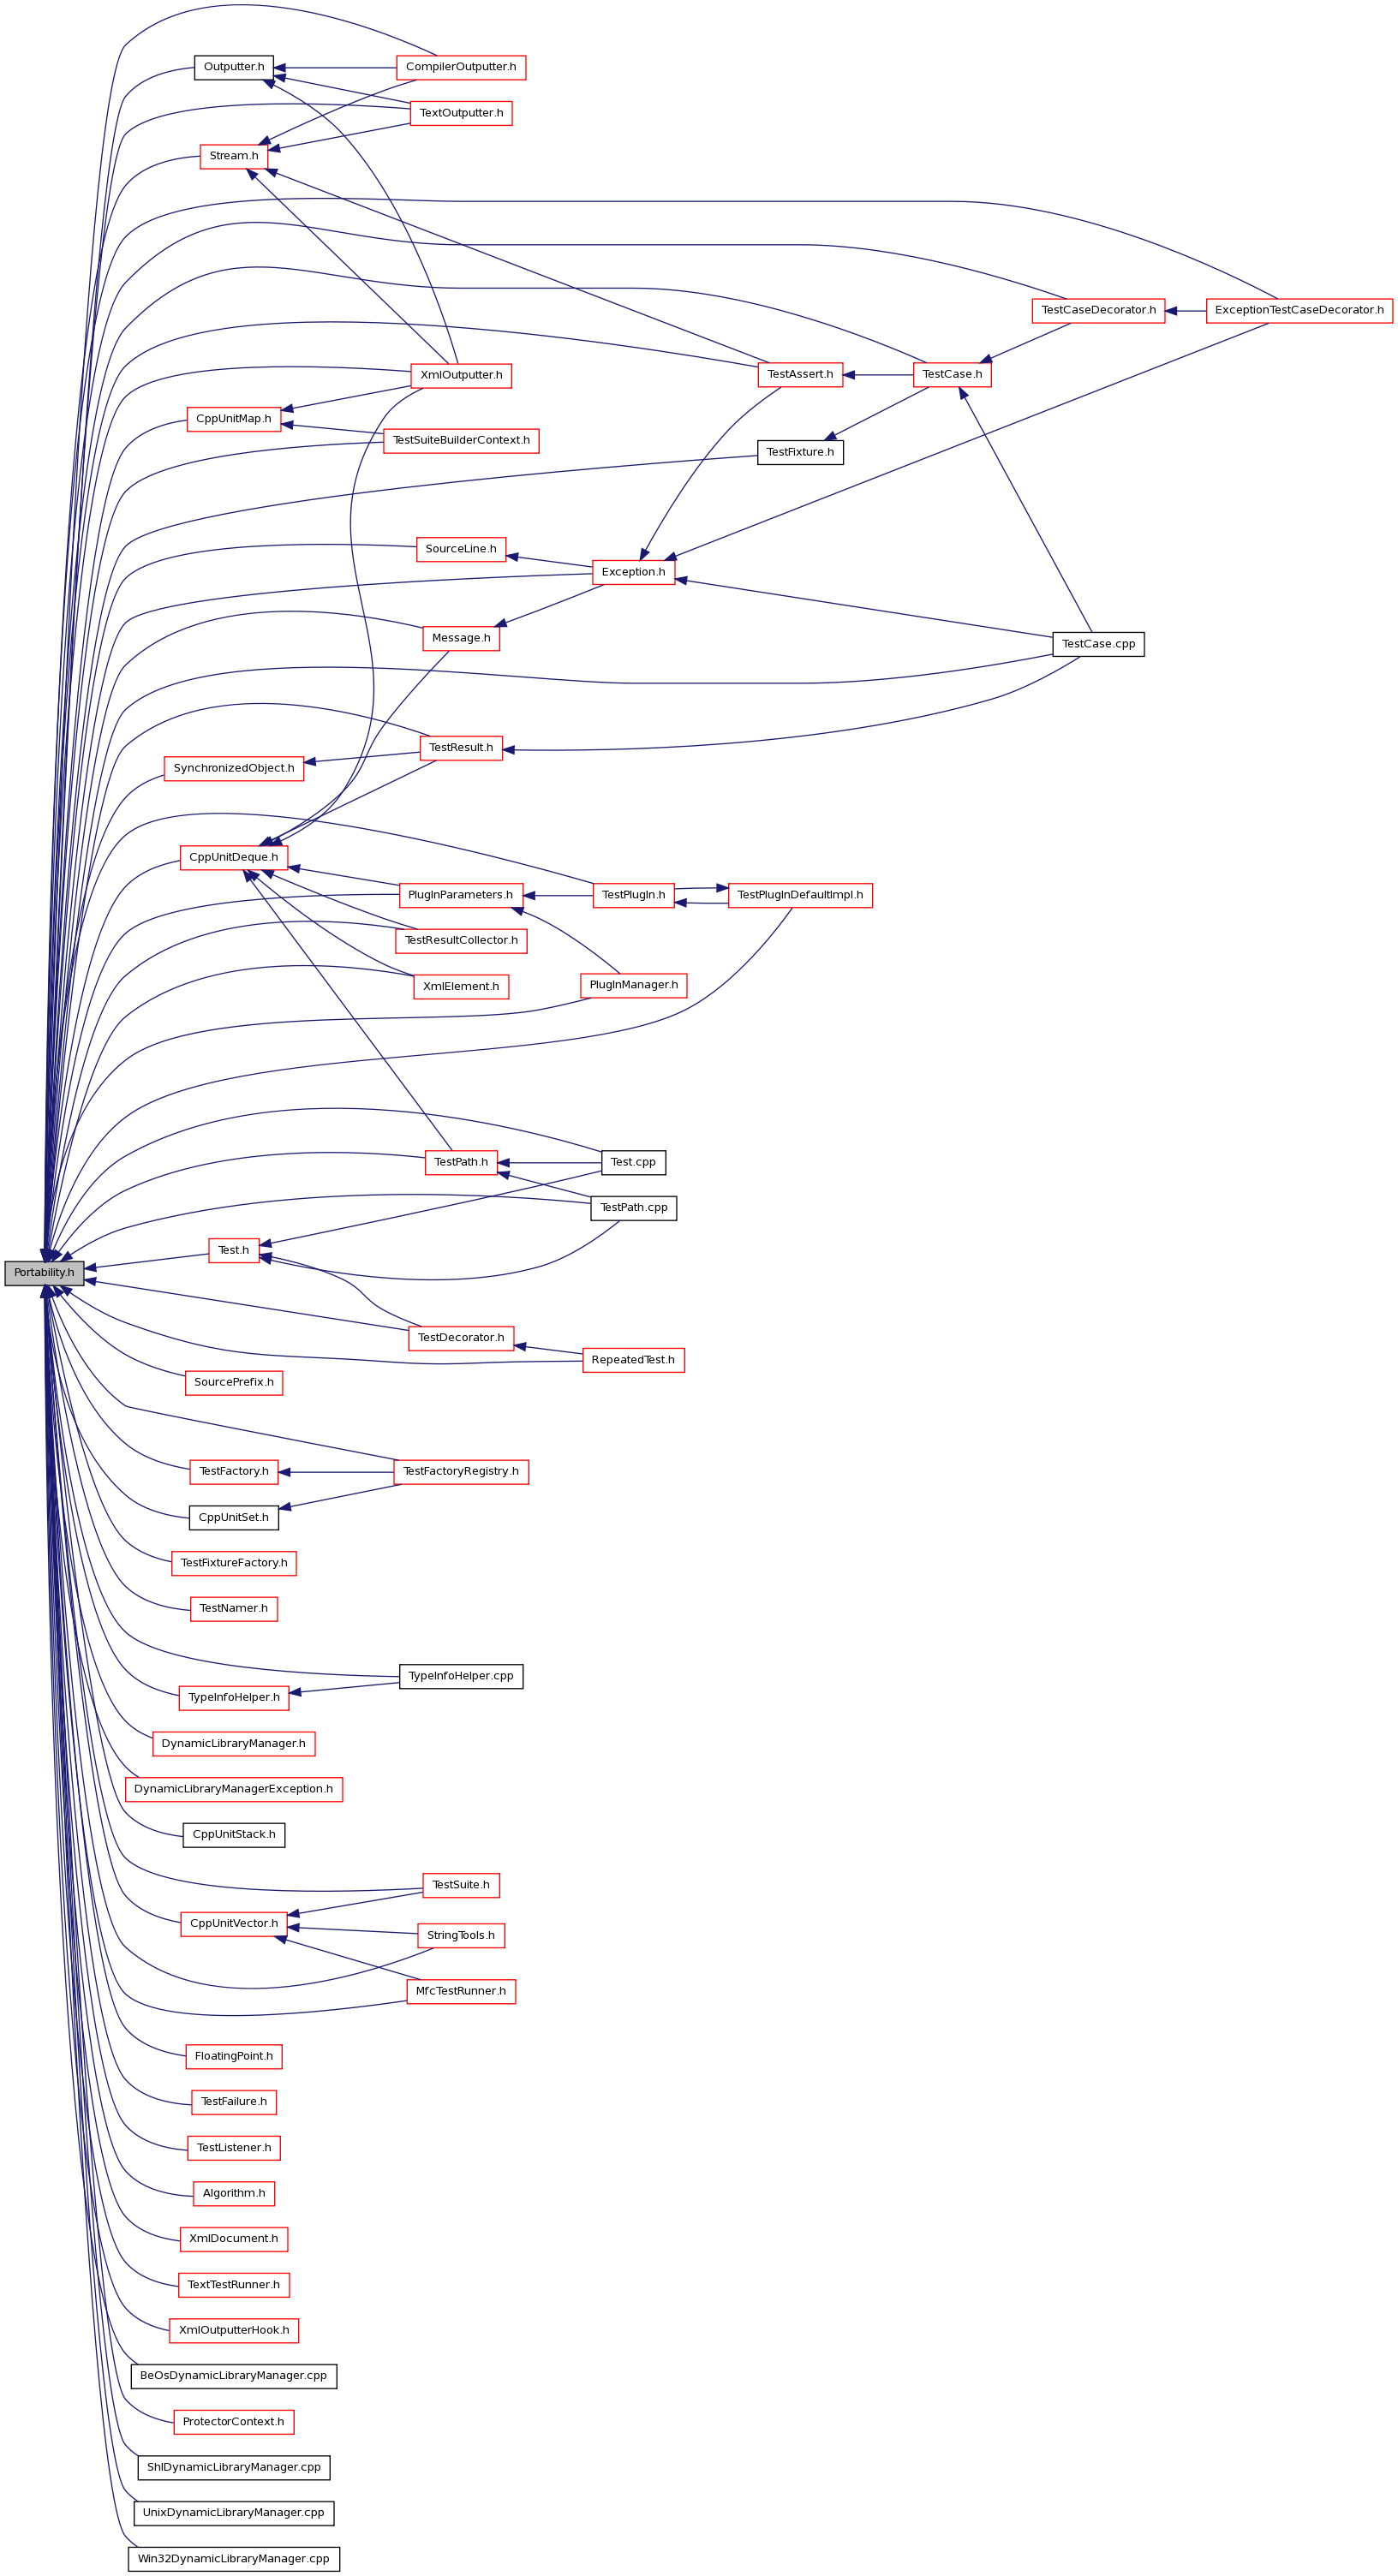 Outputter.h
CompilerOutputter.h
TextOutputter.h
Stream.h
TestCaseDecorator.h
ExceptionTestCaseDecorator.h
XmlOutputter.h
TestAssert.h
TestCase.h
CppUnitMap.h
TestSuiteBuilderContext.h
TestFixture.h
SourceLine.h
Exception.h
Message.h
TestCase.cpp
TestResult.h
SynchronizedObject.h
CppUnitDeque.h
PlugInParameters.h
TestPlugIn.h
TestPlugInDefaultImpl.h
TestResultCollector.h
XmlElement.h
PlugInManager.h
TestPath.h
Test.cpp
TestPath.cpp
Test.h
Portability.h
TestDecorator.h
RepeatedTest.h
SourcePrefix.h
TestFactory.h
TestFactoryRegistry.h
CppUnitSet.h
TestFixtureFactory.h
TestNamer.h
TypeInfoHelper.cpp
TypeInfoHelper.h
DynamicLibraryManager.h
DynamicLibraryManagerException.h
CppUnitStack.h
TestSuite.h
CppUnitVector.h
StringTools.h
MfcTestRunner.h
FloatingPoint.h
TestFailure.h
TestListener.h
Algorithm.h
XmlDocument.h
TextTestRunner.h
XmlOutputterHook.h
BeOsDynamicLibraryManager.cpp
ProtectorContext.h
ShlDynamicLibraryManager.cpp
UnixDynamicLibraryManager.cpp
Win32DynamicLibraryManager.cpp